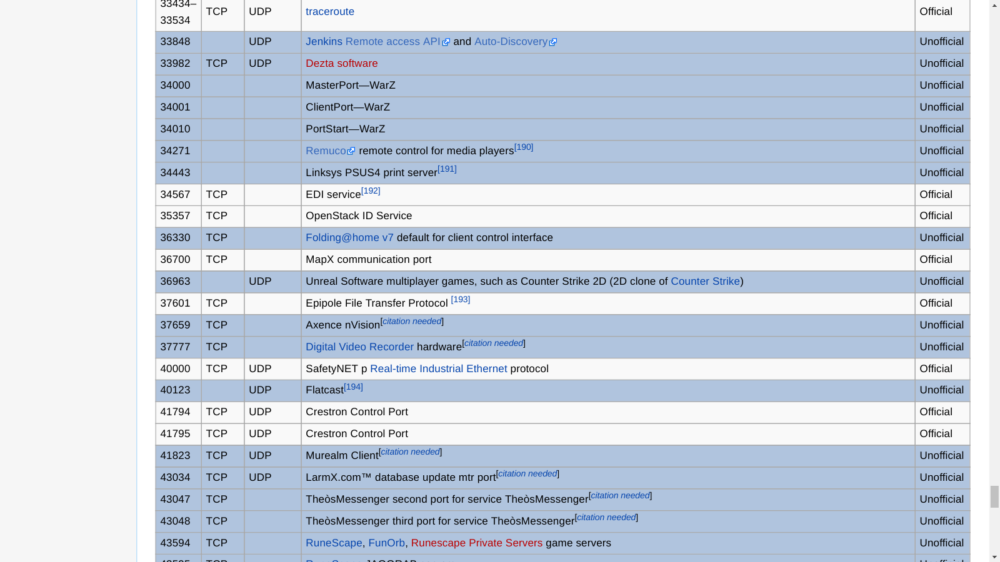 33434–
33534 TCP UDP traceroute Official
33848 UDP Jenkins Remote access API and Auto-Discovery Unofficial
33982 TCP UDP Dezta software Unofficial
34000 MasterPort—WarZ Unofficial
34001 ClientPort—WarZ Unofficial
34010 PortStart—WarZ Unofficial
34271 Remuco remote control for media players[190] Unofficial
34443 Linksys PSUS4 print server[191] Unofficial
34567 TCP EDI service[192] Official
35357 TCP OpenStack ID Service Official
36330 TCP Folding@home v7 default for client control interface Unofficial
36700 TCP MapX communication port Official
36963 UDP Unreal Software multiplayer games, such as Counter Strike 2D (2D clone of Counter Strike) Unofficial
37601 TCP Epipole File Transfer Protocol [193] Official
37659 TCP Axence nVision[citation needed] Unofficial
37777 TCP Digital Video Recorder hardware[citation needed] Unofficial
40000 TCP UDP SafetyNET p Real-time Industrial Ethernet protocol Official
40123 UDP Flatcast[194] Unofficial
41794 TCP UDP Crestron Control Port Official
41795 TCP UDP Crestron Control Port Official
41823 TCP UDP Murealm Client[citation needed] Unofficial
43034 TCP UDP LarmX.com™ database update mtr port[citation needed] Unofficial
43047 TCP TheòsMessenger second port for service TheòsMessenger[citation needed] Unofficial
43048 TCP TheòsMessenger third port for service TheòsMessenger[citation needed] Unofficial
43594 TCP RuneScape, FunOrb, Runescape Private Servers game servers Unofficial